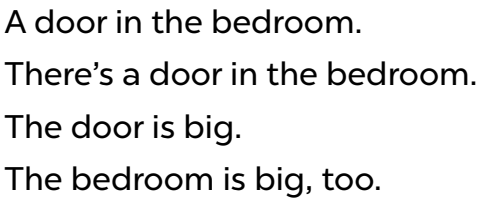 A door in the bedroom.
There’s a door in the bedroom.
The door is big.
The bedroom is big, too.